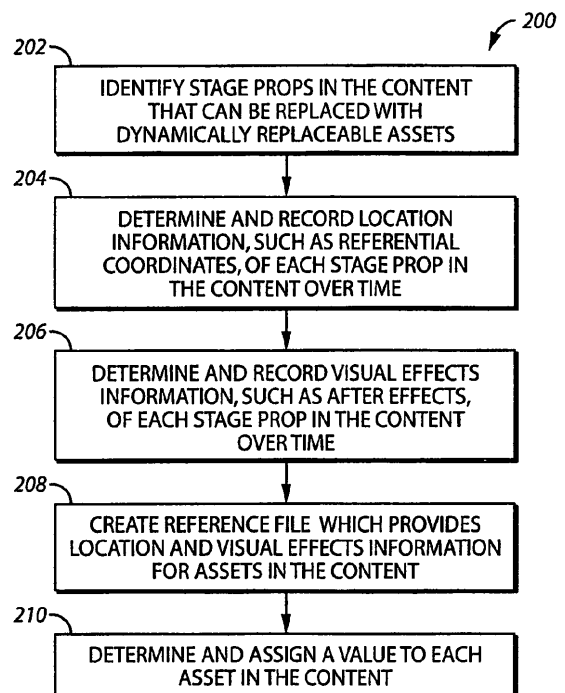 200
202
IDENTIFY STAGE PROPS IN THE CONTENT
THAT CAN BE REPLACED WITH
DYNAMICALLY REPLACEABLE ASSETS
204
DETERMINE AND RECORD LOCATION
INFORMATION, SUCH AS REFERENTIAL
COORDINATES, OF EACH STAGE PROP IN
THE CONTENT OVER TIME
206
DETERMINE AND RECORD VISUAL EFFECTS
INFORMATION, SUCH AS AFTER EFFECTS,
OF EACH STAGE PROP IN THE CONTENT
OVER TIME
208
CREATE REFERENCE FILE WHICH PROVIDES
LOCATION AND VISUAL EFFECTS INFORMATION
FOR ASSETS IN THE CONTENT
210
DETERMINE AND ASSIGN A VALUE TO EACH
ASSET IN THE CONTENT